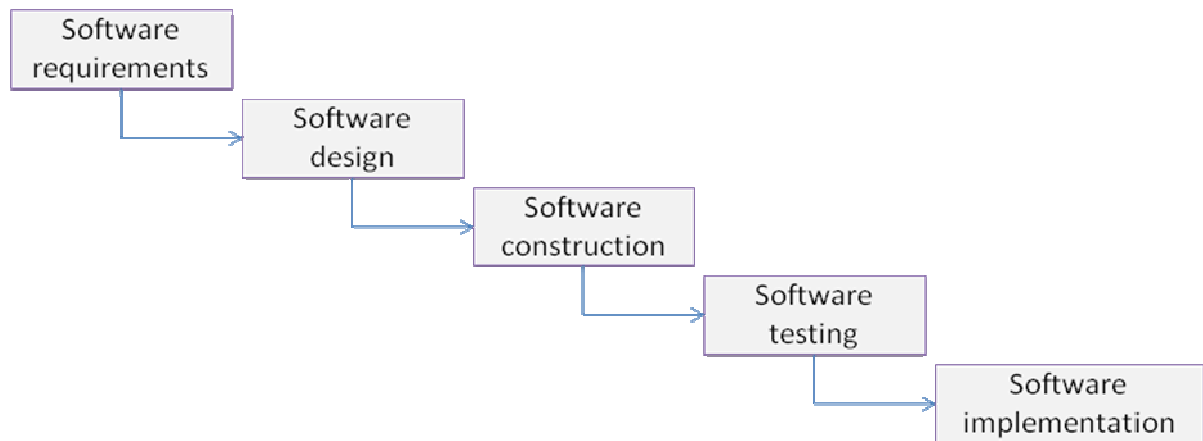 Software
requirements
Software
design
Software
construction
Software
testing
Software
implementation